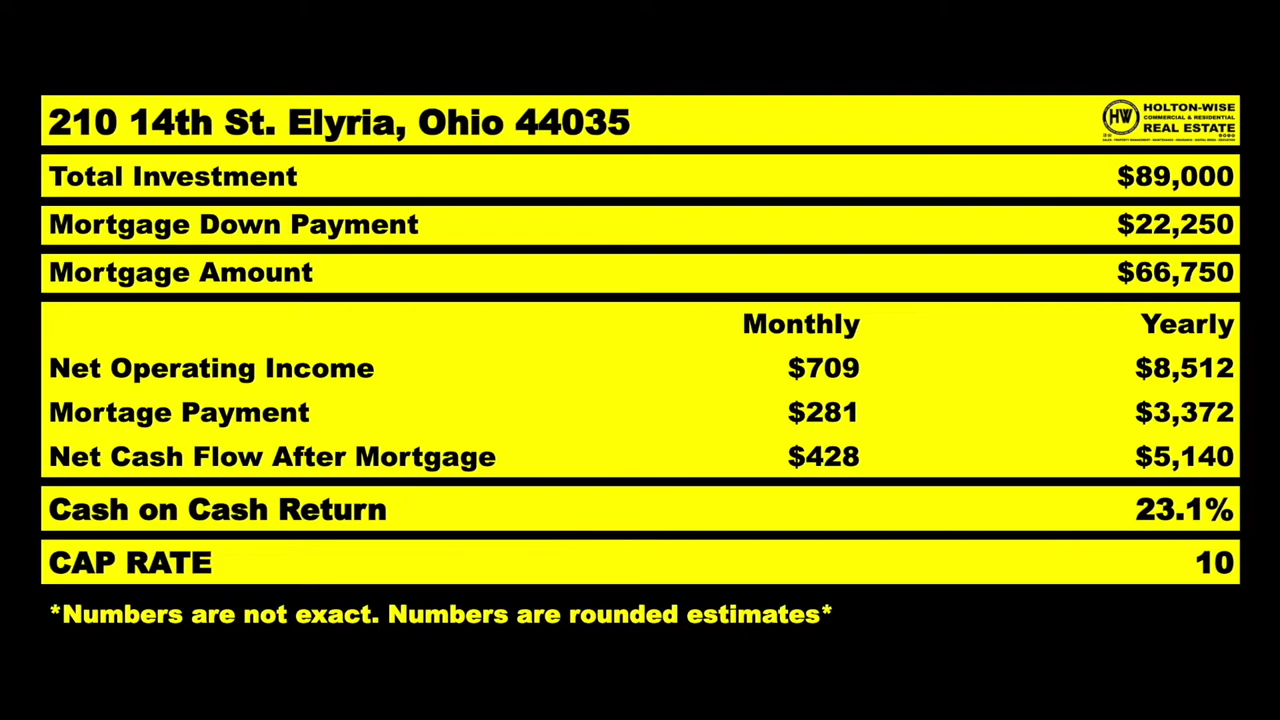 210 14th St. Elyria, Ohio 44035
HW
HOLTON-WISE
COMMERCIAL & RESIDENTIAL
REAL ESTATE
Total Investment $89,000
Mortgage Down Payment $22,250
Mortgage Amount $66,750
Monthly Yearly
Net Operating Income $709 $8,512
Mortage Payment $281 $3,372
Net Cash Flow After Mortgage $428 $5,140
Cash on Cash Return 23.1%
CAP RATE 10
*Numbers are not exact. Numbers are rounded estimates*